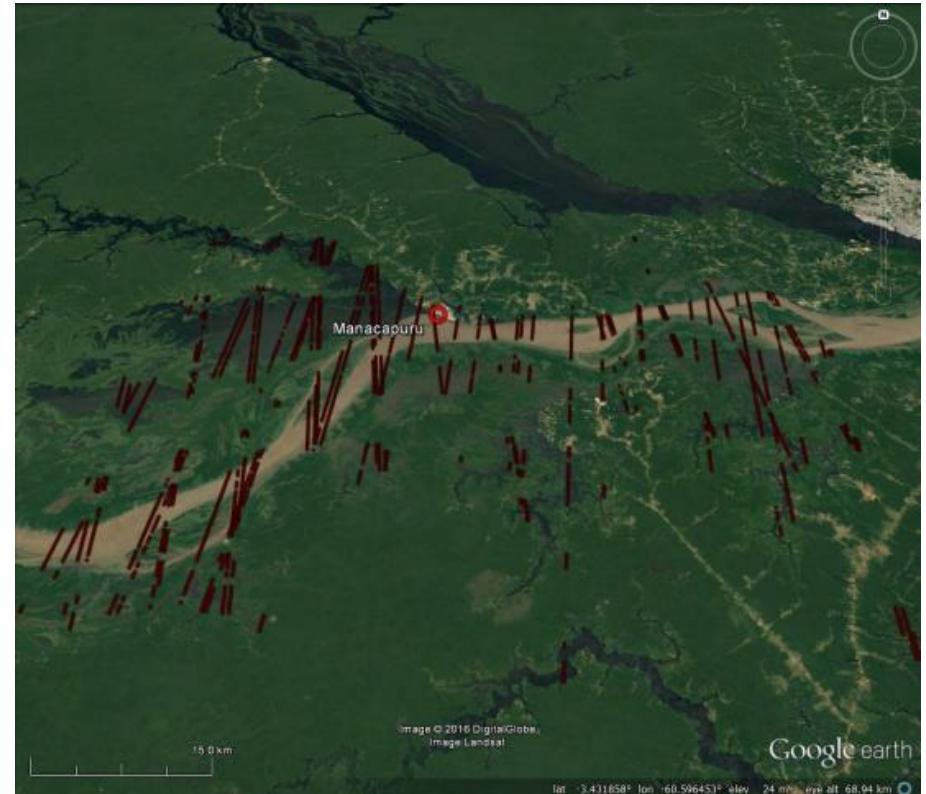 N
Manacapuru
Image © 2016 DigitalGlobe
Image Landsat
15.0 km
Google earth
lat -3.431858° lon -60.596453° elev 24 m eye alt 68.94 km